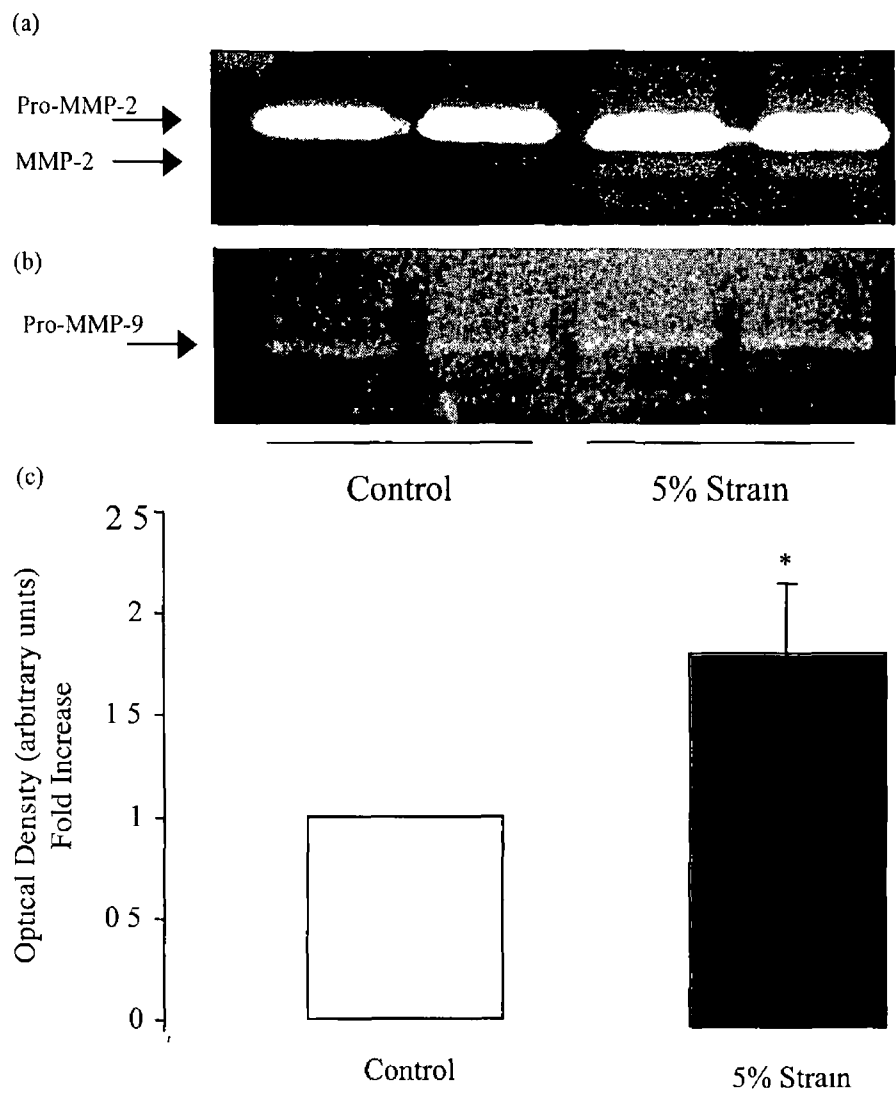 (a)
Pro-MMP-2
MMP-2
(b)
Pro-MMP-9
Control 5% Strain
(c)
Optical Density (arbitrary units)
Fold Increase
2 5
2
1 5
1
0 5
0
*
Control 5% Strain